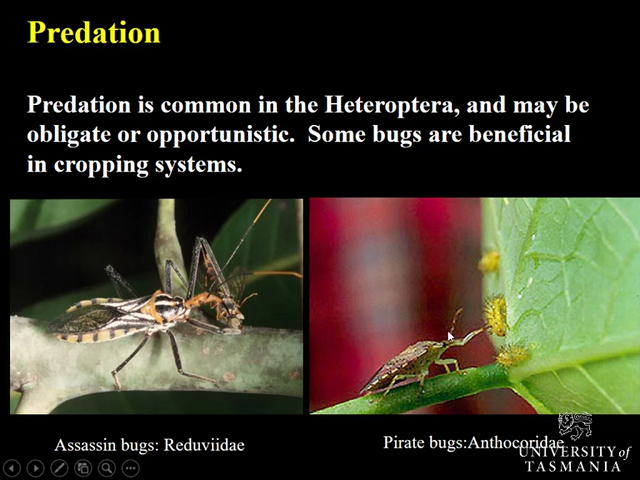 Predation
Predation is common in the Heteroptera, and may be
obligate or opportunistic.  Some bugs are beneficial
in cropping systems.
Assassin bugs: Reduviidae
Pirate bugs:Anthocoridae
UNIVERSITY of
TASMANIA